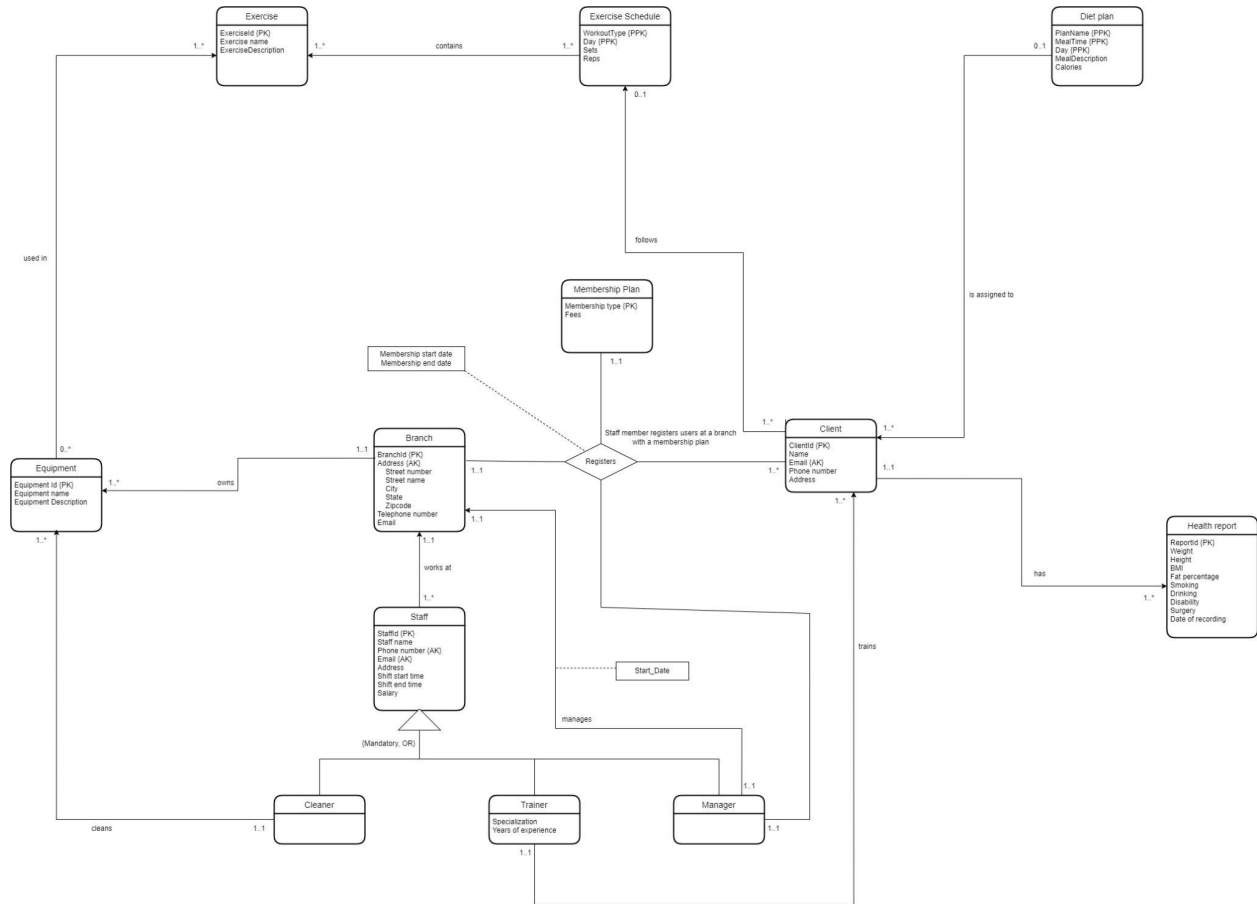 Exercise
ExerciseId {PK}
Exercise name
ExerciseDescription
1..*
1..*
contains
1..*
Exercise Schedule
WorkoutType {PPK}
Day {PPK}
Sets
Reps
0..1
Diet plan
PlanName {PPK}
MealTime {PPK}
Day {PPK}
MealDescription
Calories
0..1
used in
follows
is assigned to
Membership Plan
Membership type {PK}
Fees
1..1
Membership start date
Membership end date
Staff member registers users at a branch
with a membership plan
Registers
1..1
1..*
Branch
BranchId {PK}
Address {AK}
Street number
Street name
City
State
Zipcode
Telephone number
Email
1..1
1..1
1..1
Client
ClientId {PK}
Name
Email {AK}
Phone number
Address
1..*
1..*
1..1
1..*
0..*
Equipment
Equipment Id {PK}
Equipment name
Equipment Description
1..*
1..*
owns
Health report
ReportId {PK}
Weight
Height
BMI
Fat percentage
Smoking
Drinking
Disability
Surgery
Date of recording
has
1..*
works at
1..*
Staff
StaffId {PK}
Staff name
Phone number {AK}
Email {AK}
Address
Shift start time
Shift end time
Salary
trains
Start_Date
manages
{Mandatory, OR}
1..1
Cleaner
1..1
cleans
Trainer
Specialization
Years of experience
1..1
Manager
1..1